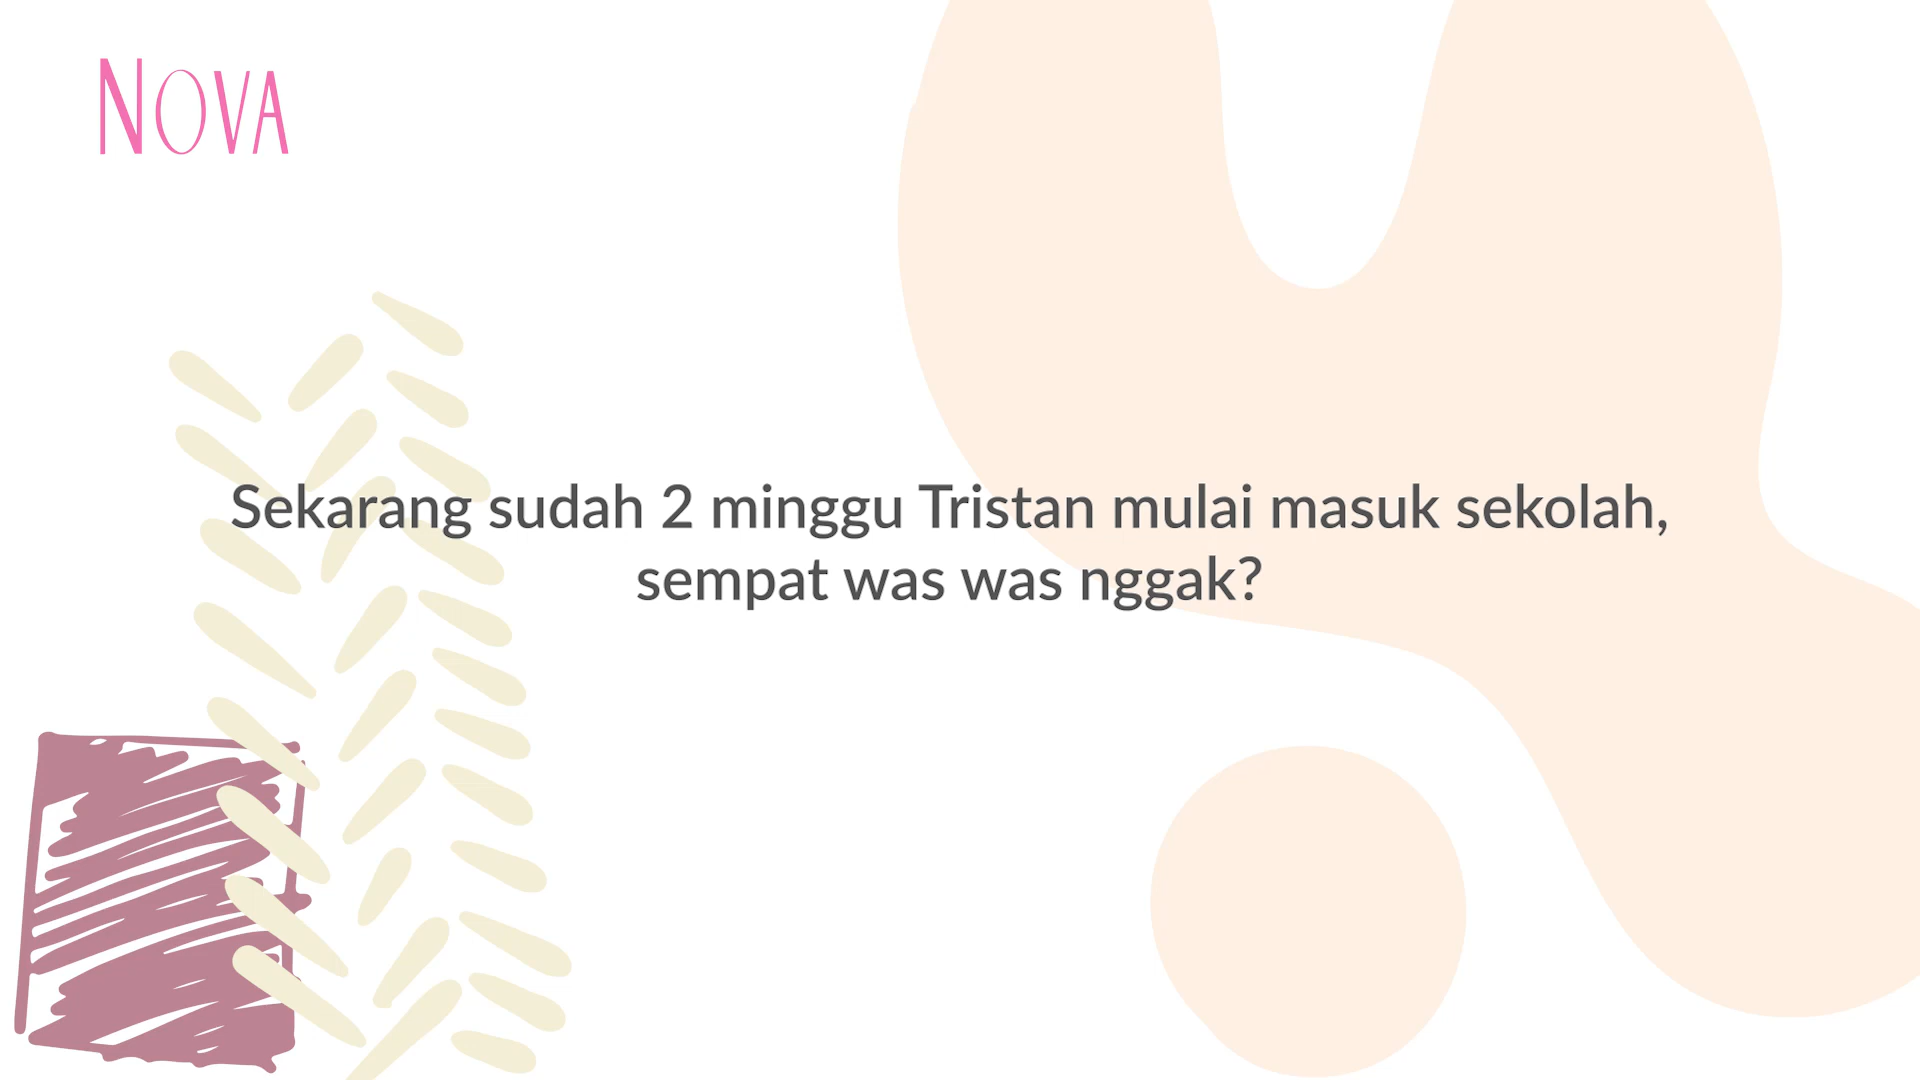 NOVA
Sekarang sudah 2 minggu Tristan mulai masuk sekolah,
sempat was was nggak?